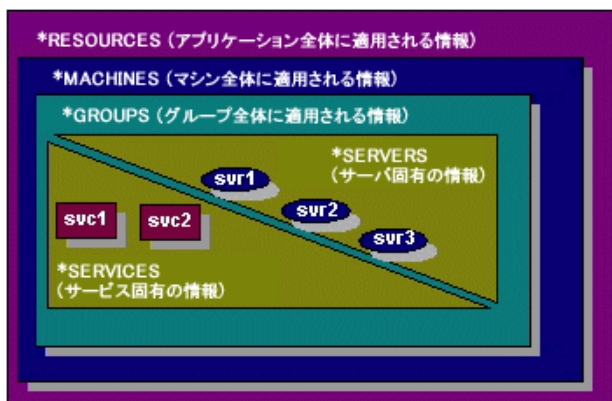 *RESOURCES (アプリケーション全体に適用される情報)
*MACHINES (マシン全体に適用される情報)
*GROUPS (グループ全体に適用される情報)
*SERVERS
(サーバ固有の情報)
svr1
svr2
svr3
svc1
svc2
*SERVICES
(サービス固有の情報)